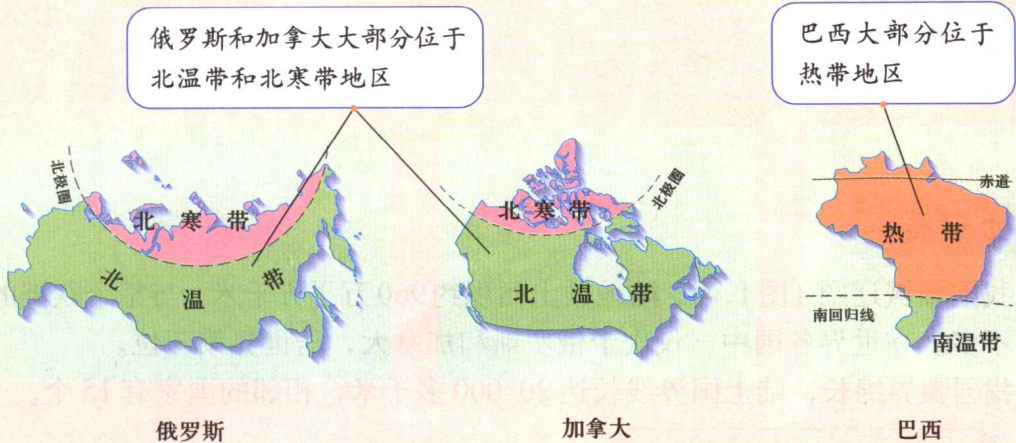 俄罗斯和加拿大大部分位于
北温带和北寒带地区
巴西大部分位于
热带地区
北极圈
北寒带
北温带
俄罗斯
北极圈
北寒带
北温带
加拿大
赤道
热带
南回归线
南温带
巴西